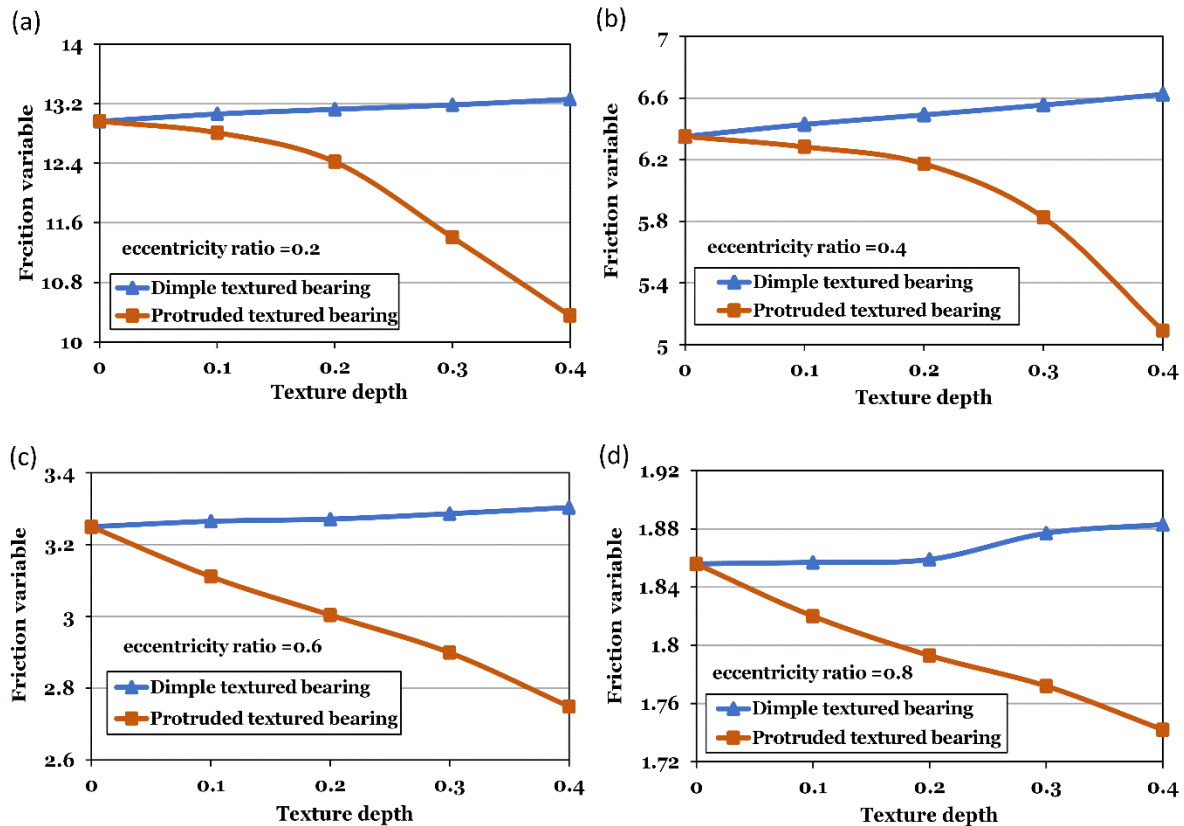 (a)
14
13.2
12.4
11.6
10.8
10
Frcition variable
eccentricity ratio =0.2
Dimple textured bearing
Protruded textured bearing
0 0.1 0.2 0.3 0.4
Texture depth
(b)
7
6.6
6.2
5.8
5.4
5
Friction variable
eccentricity ratio =0.4
Dimple textured bearing
Protruded textured bearing
0 0.1 0.2 0.3 0.4
Texture depth
(c)
3.4
3.2
3
2.8
2.6
Friction variable
eccentricity ratio =0.6
Dimple textured bearing
Protruded textured bearing
0 0.1 0.2 0.3 0.4
Texture depth
(d)
1.92
1.88
1.84
1.8
1.76
1.72
Friction variable
eccentricity ratio =0.8
Dimple textured bearing
Protruded textured bearing
0 0.1 0.2 0.3 0.4
Texture depth